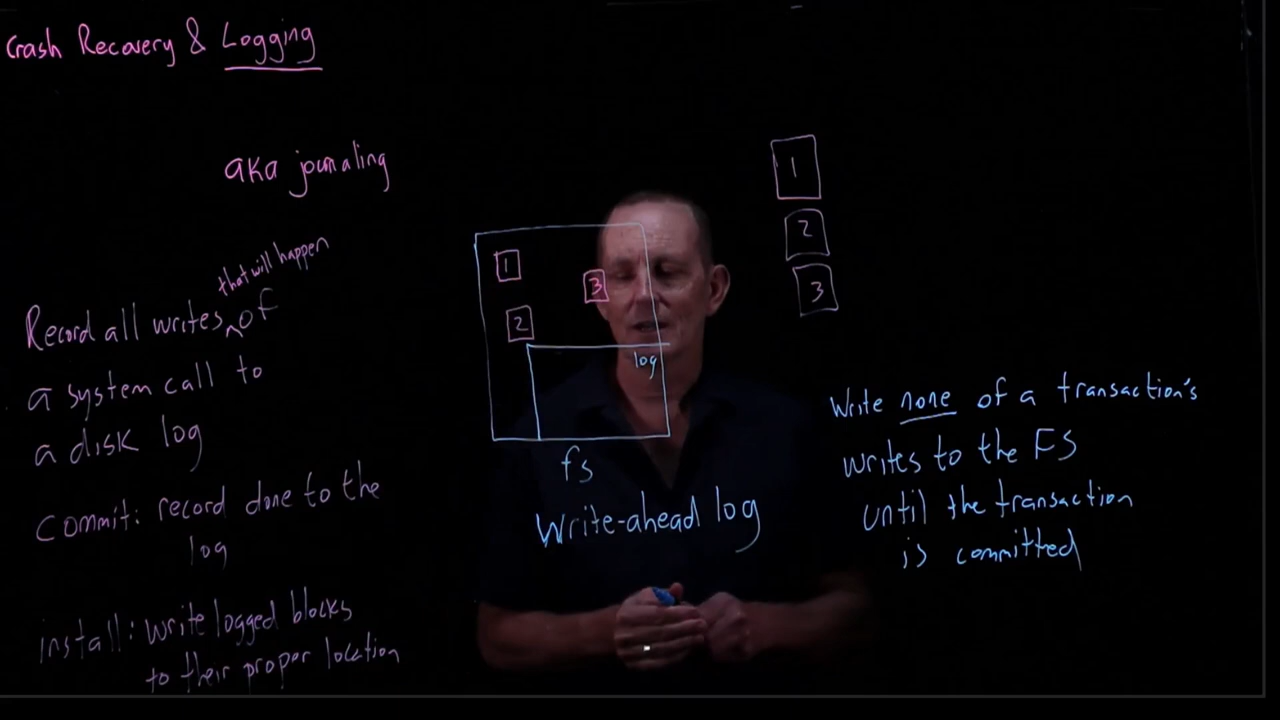 Crash Recovery & Logging
aka journaling
that will happen
Record all writes ^ of
a system call to
a disk log
Commit: record done to the
log
install: write logged blocks
to their proper location
1
2
3
log
fs
Write-ahead log
1
2
3
Write none of a transaction's
writes to the FS
until the transaction
is committed